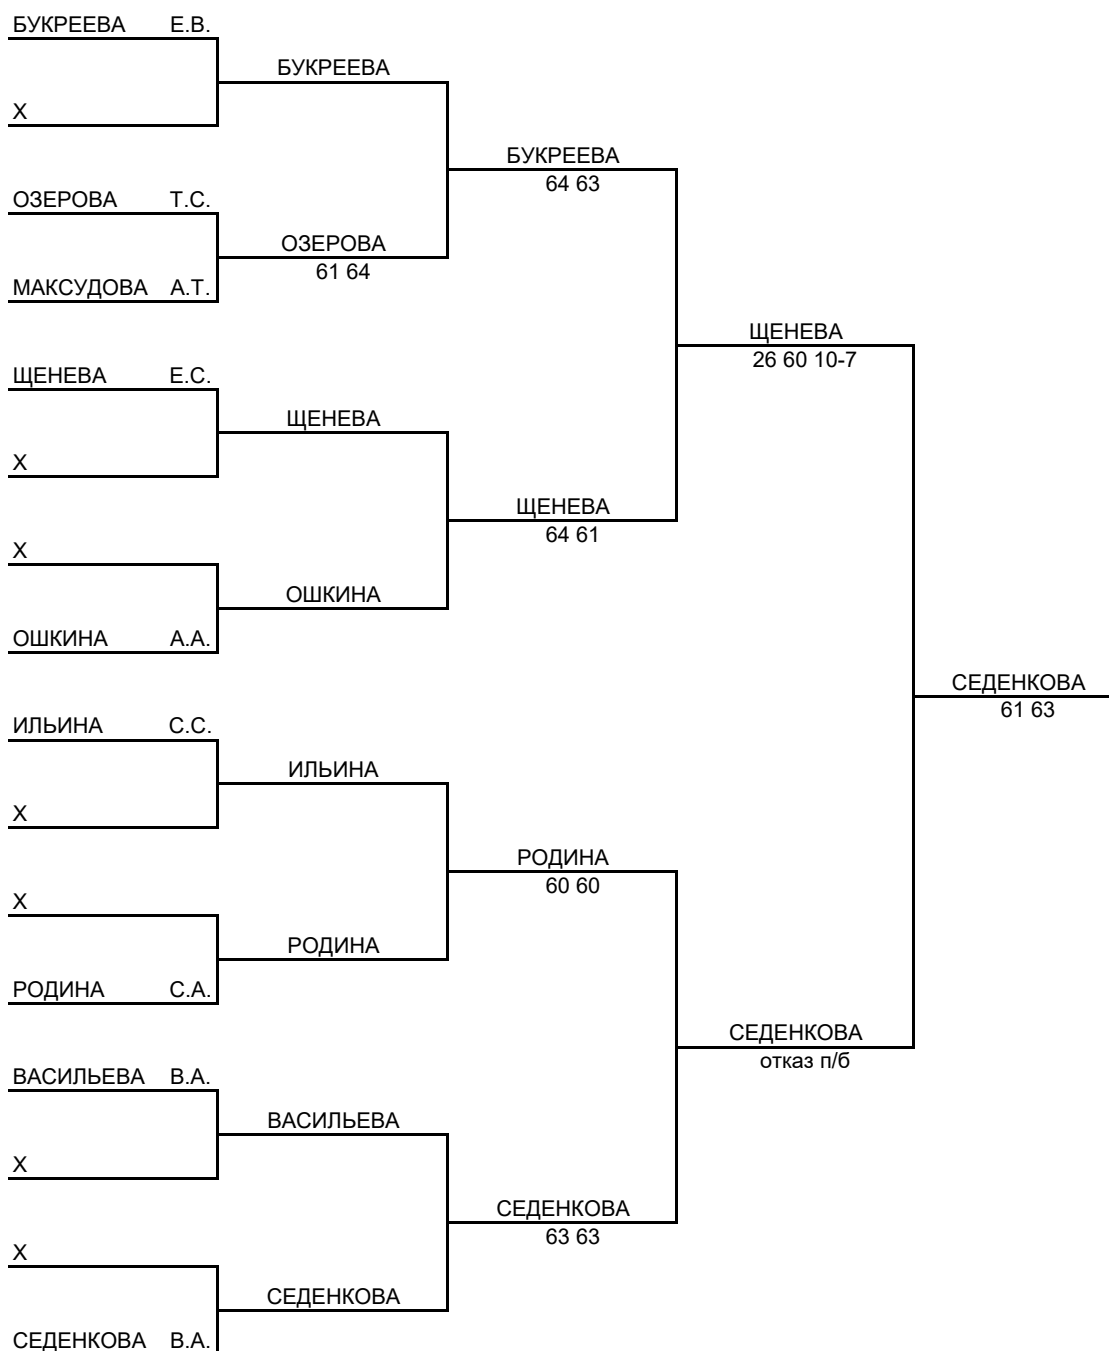 БУКРЕЕВА Е.В.
БУКРЕЕВА
X
БУКРЕЕВА
64 63
ОЗЕРОВА Т.С.
ОЗЕРОВА
61 64
МАКСУДОВА А.Т.
ЩЕНЕВА
26 60 10-7
ЩЕНЕВА Е.С.
ЩЕНЕВА
X
ЩЕНЕВА
64 61
X
ОШКИНА
ОШКИНА А.А.
СЕДЕНКОВА
61 63
ИЛЬИНА С.С.
ИЛЬИНА
X
РОДИНА
60 60
X
РОДИНА
РОДИНА С.А.
СЕДЕНКОВА
отказ п/б
ВАСИЛЬЕВА В.А.
ВАСИЛЬЕВА
X
СЕДЕНКОВА
63 63
X
СЕДЕНКОВА
СЕДЕНКОВА В.А.